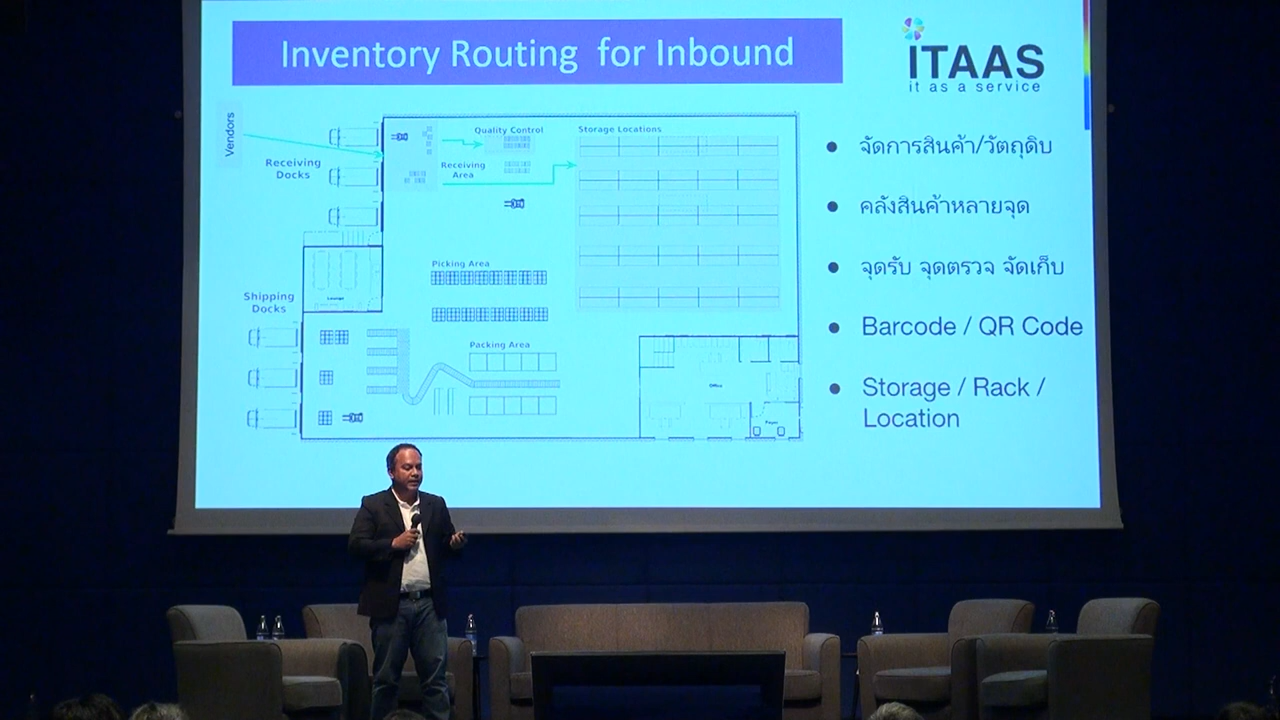 Inventory Routing for Inbound
ITAAS
it as a service
Vendors
Receiving
Docks
Quality Control
Receiving
Area
Storage Locations
Picking Area
Lounge
Shipping
Docks
Packing Area
Office
Foyer
จัดการสินค้า/วัตถุดิบ
คลังสินค้าหลายจุด
จุดรับ จุดตรวจ จัดเก็บ
Barcode / QR Code
Storage / Rack /
Location